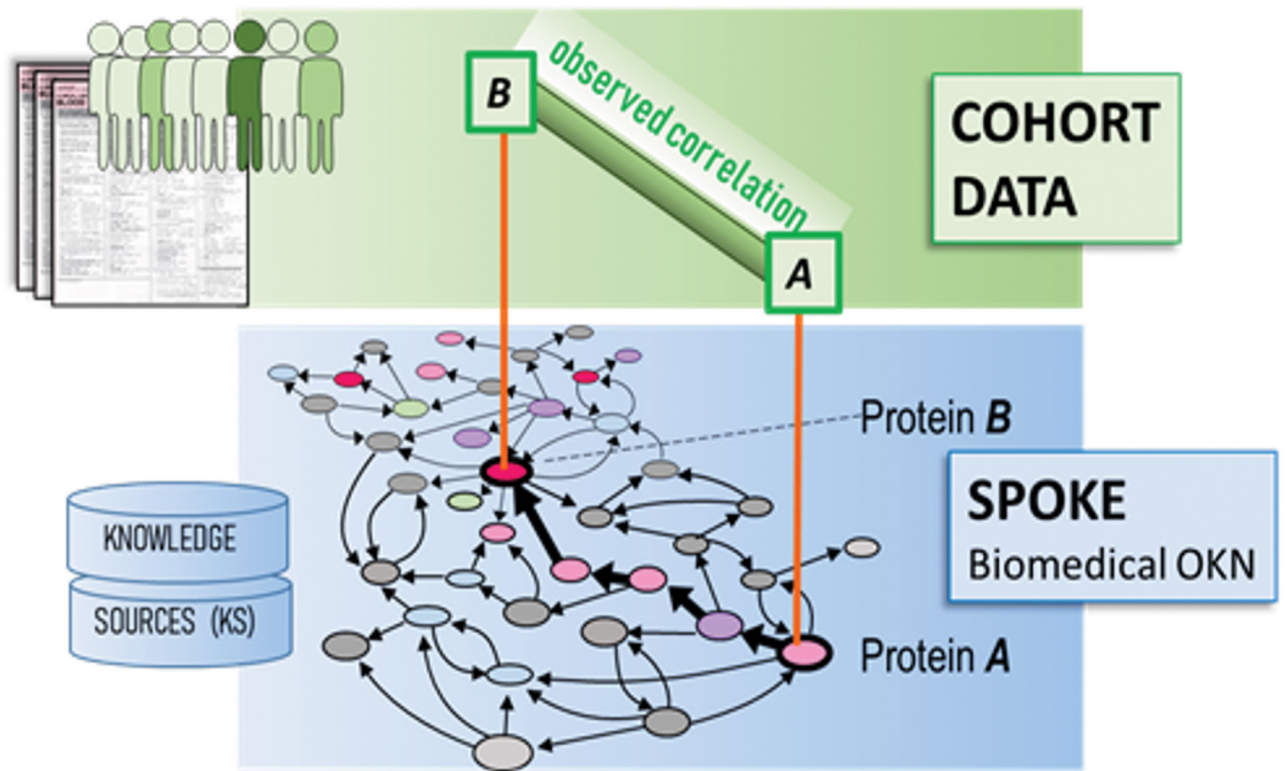 B
observed correlation
A
COHORT
DATA
Protein B
SPOKE
Biomedical OKN
KNOWLEDGE
SOURCES (KS)
Protein A